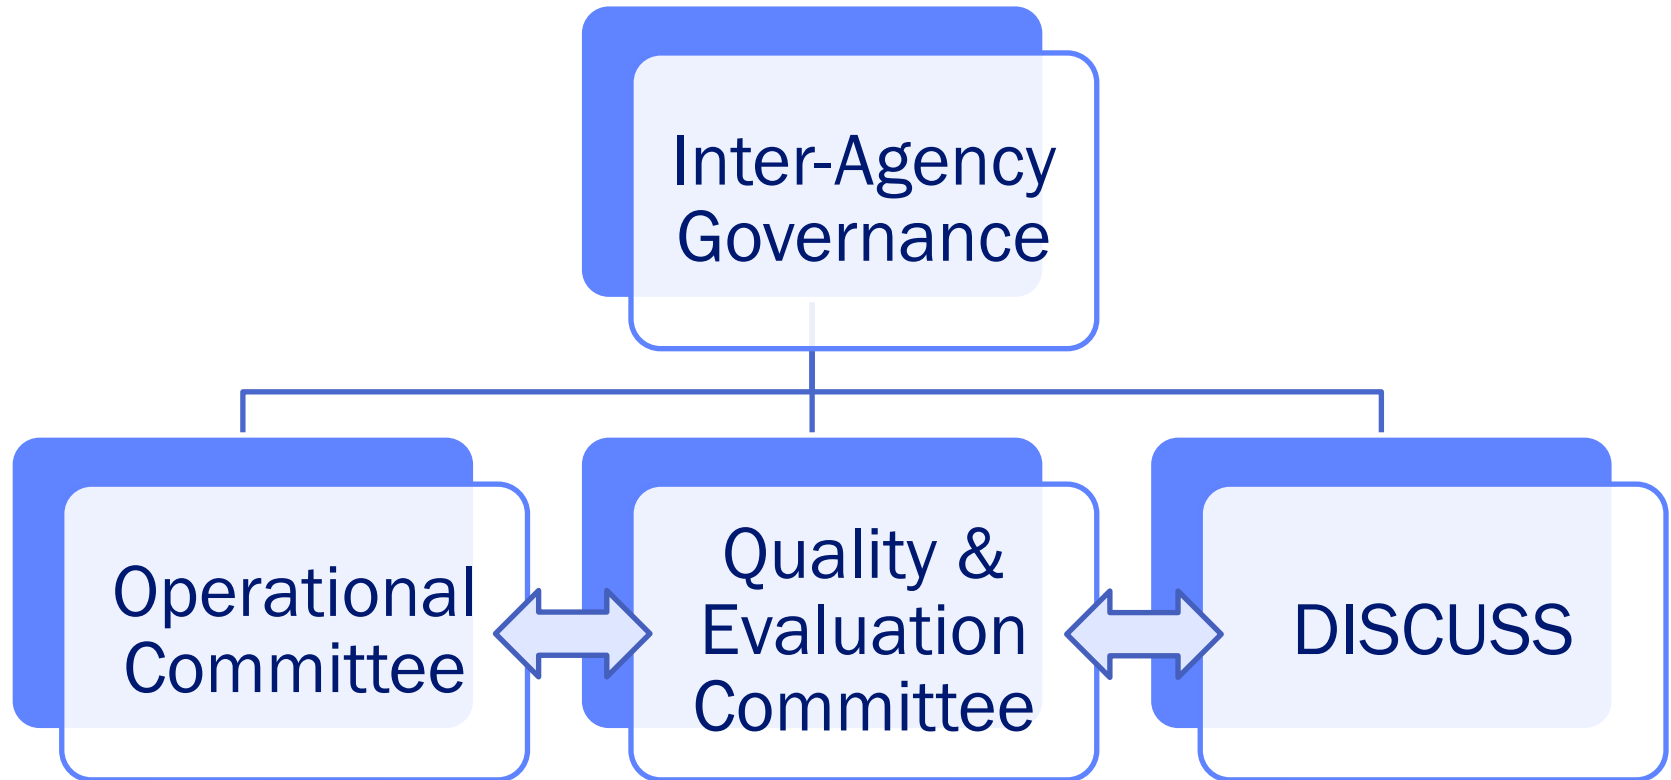 Inter-Agency
Governance
Operational
Committee
Quality &
Evaluation
Committee
DISCUSS